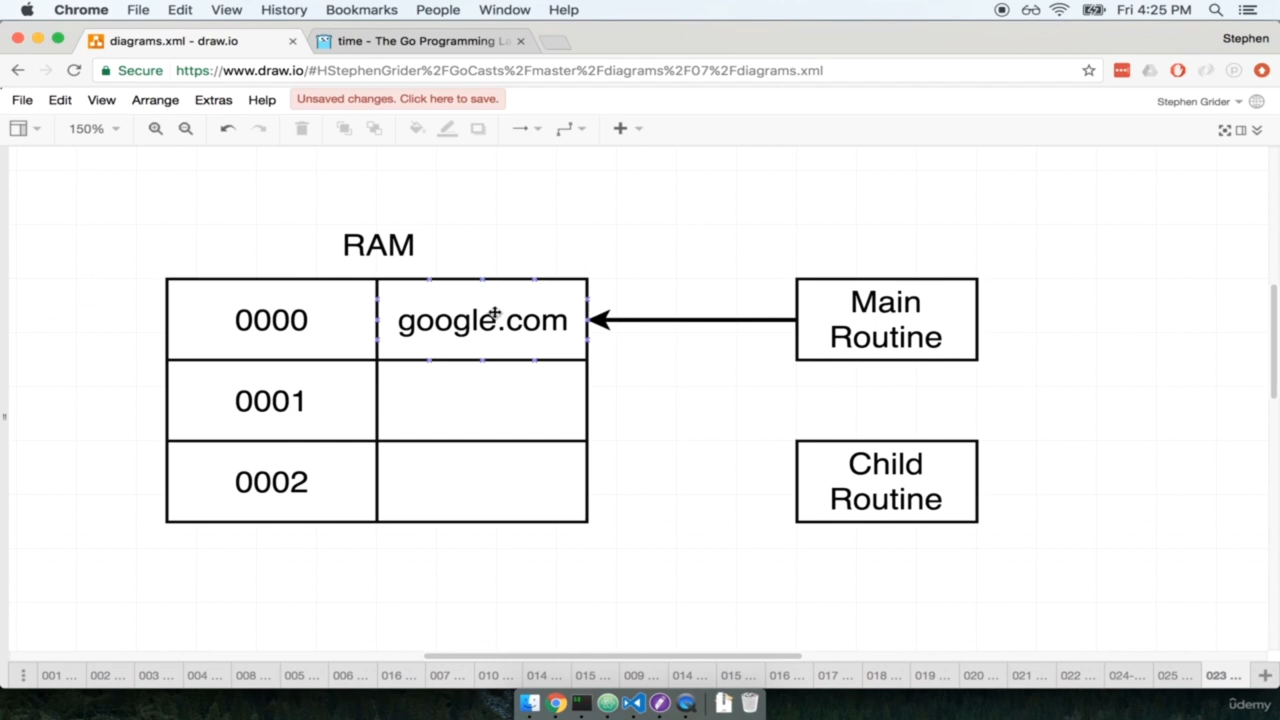 Chrome File Edit View History Bookmarks People Window Help Fri 4:25 PM
diagrams.xml - draw.io time - The Go Programming La Stephen
Secure https://www.draw.io/#HStephenGrider%2FGoCasts%2Fmaster%2Fdiagrams%2F07%2Fdiagrams.xml
File Edit View Arrange Extras Help Unsaved changes. Click here to save. Stephen Grider
150%
RAM
0000 google.com Main
Routine
0001
0002 Child
Routine
001 ... 002 ... 003 ... 004 ... 008 ... 005 ... 006 ... 016 ... 007 ... 010 ... 014 ... 015 ... 009 ... 014 ... 015 ... 016 ... 017 ... 018 ... 019 ... 020 ... 021 ... 022 ... 024-... 025 ... 023 ...
ûdemy